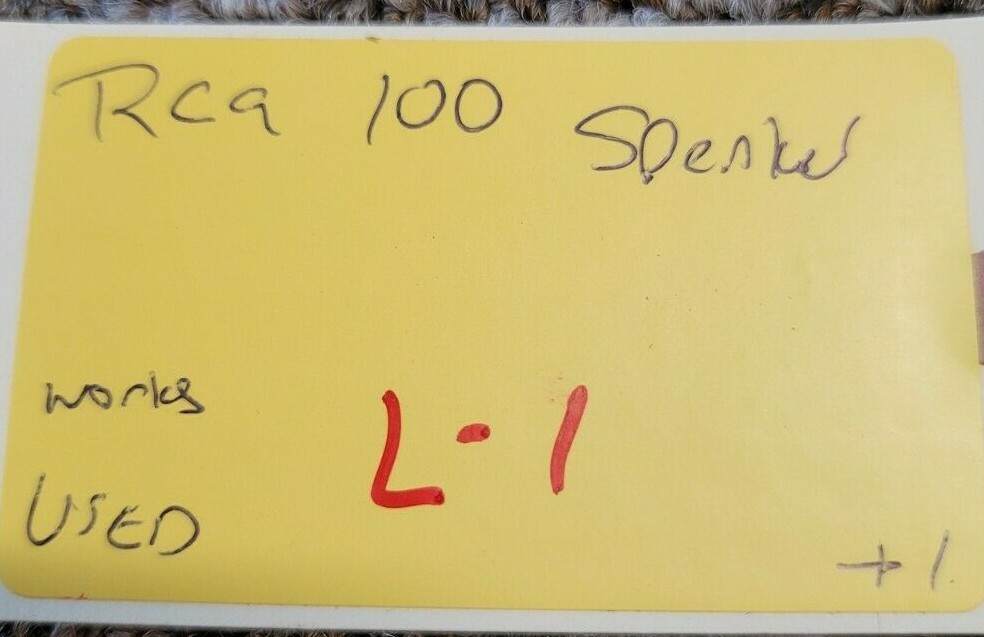 Rca 100 Speaker
works
L-1
USED
+1